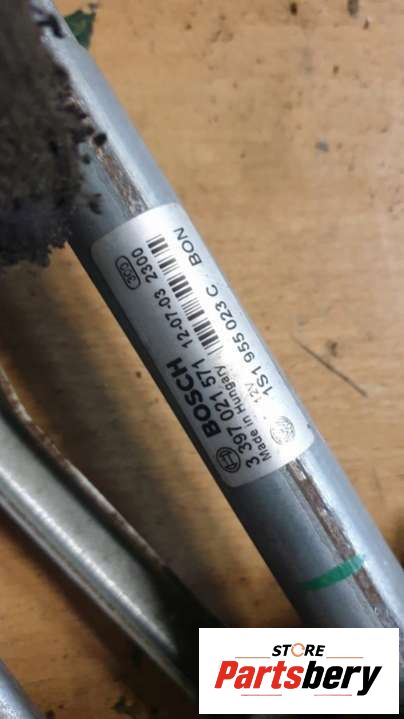 BOSCH
3 397 021 571 12-07-03 2300
Made in Hungary
12V
1S1 955 023 C BON
303
STORE
Partsbery